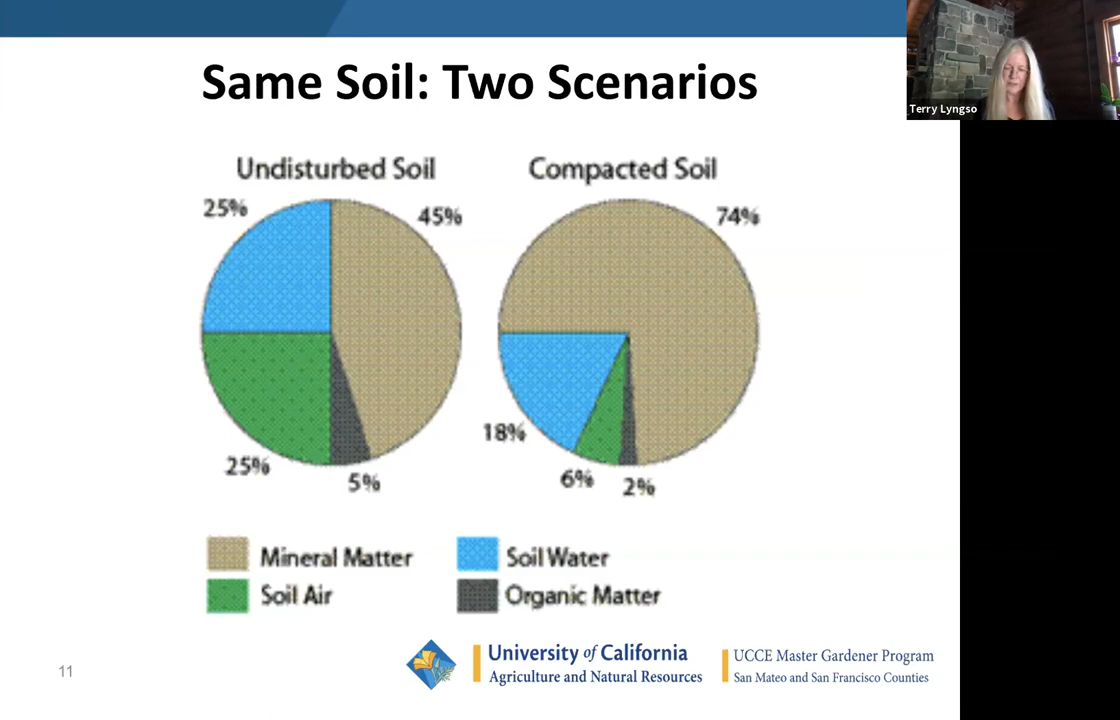 Terry Lyngso
Same Soil: Two Scenarios
Undisturbed Soil
25%
45%
25%
5%
Compacted Soil
74%
18%
6%
2%
Mineral Matter
Soil Water
Soil Air
Organic Matter
11
University of California
Agriculture and Natural Resources
UCCE Master Gardener Program
San Mateo and San Francisco Counties